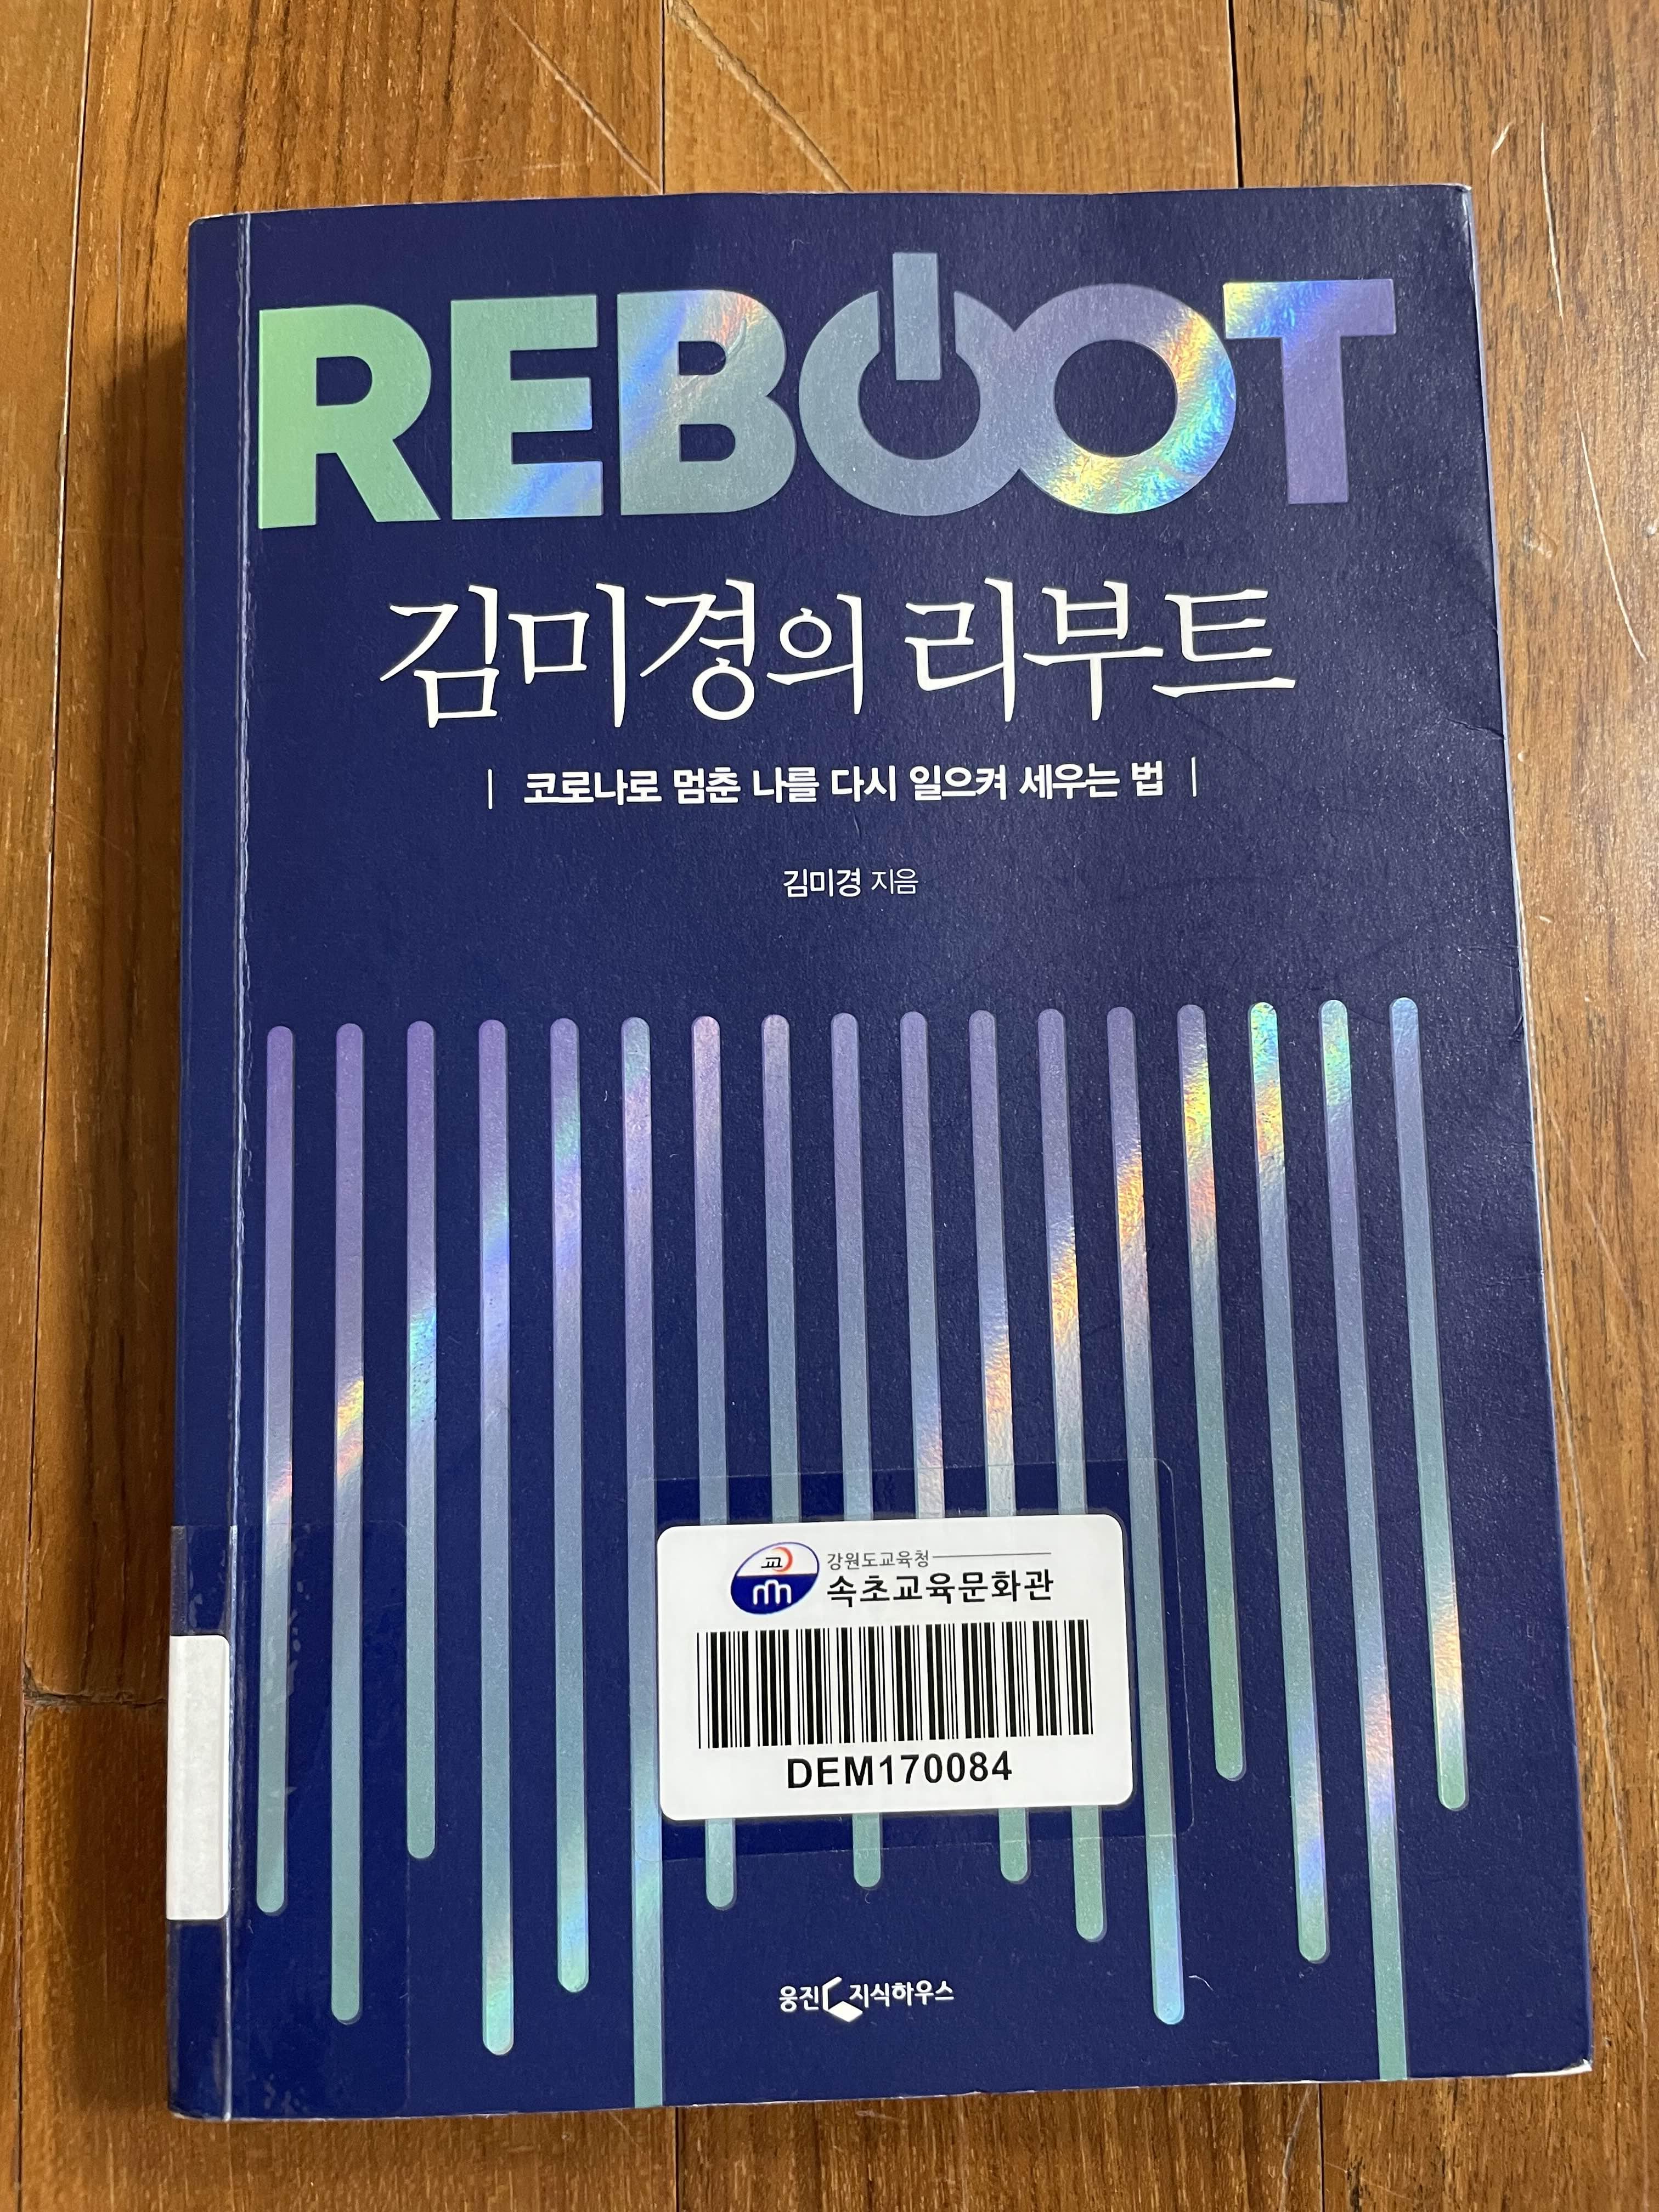 REBOOT
김미경의 리부트
| 코로나로 멈춘 나를 다시 일으켜 세우는 법 |
김미경 지음
교
강원도교육청
속초교육문화관
DEM170084
웅진 지식하우스